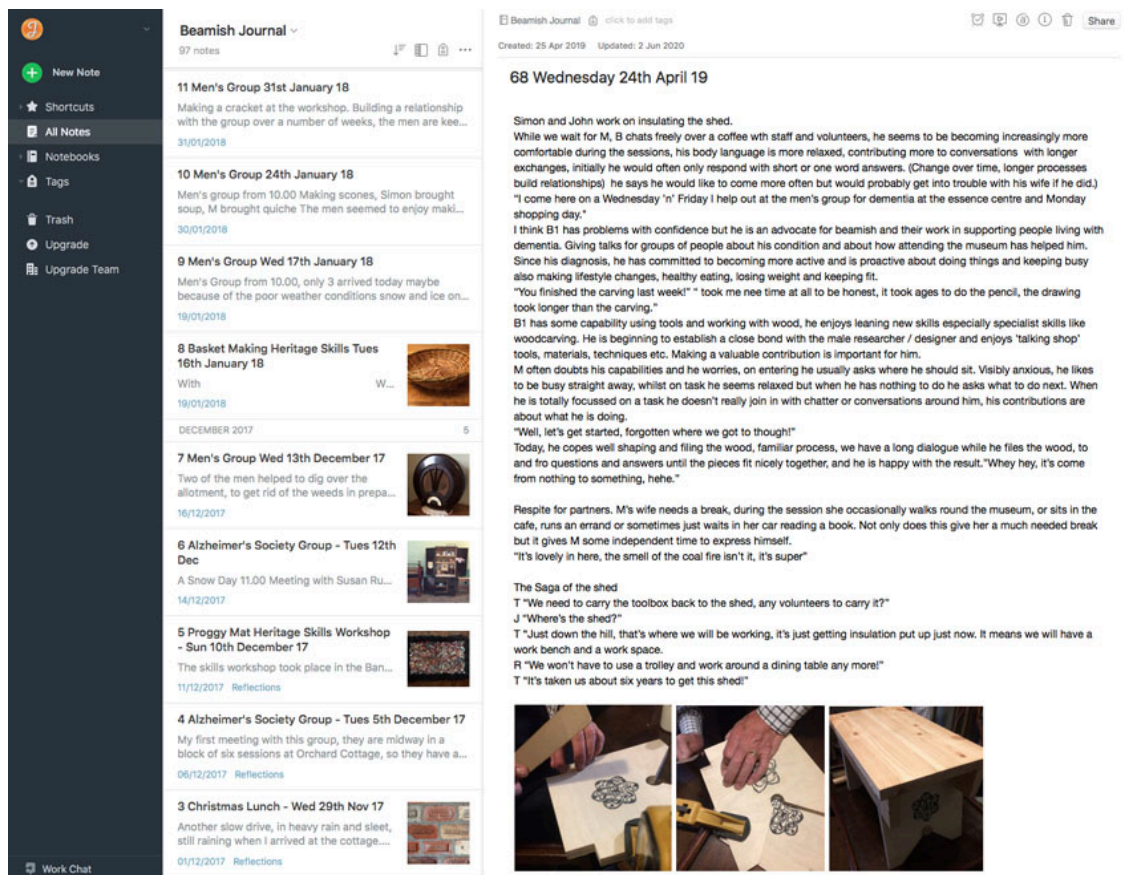 J
New Note
Shortcuts
All Notes
Notebooks
Tags
Trash
Upgrade
Upgrade Team
Work Chat
Beamish Journal
97 notes
11 Men's Group 31st January 18
Making a cracket at the workshop. Building a relationship
with the group over a number of weeks, the men are kee...
31/01/2018
10 Men's Group 24th January 18
Men's group from 10.00 Making scones, Simon brought
soup, M brought quiche The men seemed to enjoy maki...
30/01/2018
9 Men's Group Wed 17th January 18
Men's Group from 10.00, only 3 arrived today maybe
because of the poor weather conditions snow and ice on...
19/01/2018
8 Basket Making Heritage Skills Tues
16th January 18
With W...
19/01/2018
DECEMBER 2017 5
7 Men's Group Wed 13th December 17
Two of the men helped to dig over the
allotment, to get rid of the weeds in prepa...
16/12/2017
6 Alzheimer's Society Group - Tues 12th
Dec
A Snow Day 11.00 Meeting with Susan Ru...
14/12/2017
5 Proggy Mat Heritage Skills Workshop
- Sun 10th December 17
The skills workshop took place in the Ban...
11/12/2017 Reflections
4 Alzheimer's Society Group - Tues 5th December 17
My first meeting with this group, they are midway in a
block of six sessions at Orchard Cottage, so they have a...
06/12/2017 Reflections
3 Christmas Lunch - Wed 29th Nov 17
Another slow drive, in heavy rain and sleet,
still raining when I arrived at the cottage....
01/12/2017 Reflections
Beamish Journal click to add tags
Share
Created: 25 Apr 2019 Updated: 2 Jun 2020
68 Wednesday 24th April 19
Simon and John work on insulating the shed.
While we wait for M, B chats freely over a coffee wth staff and volunteers, he seems to be becoming increasingly more
comfortable during the sessions, his body language is more relaxed, contributing more to conversations with longer
exchanges, initially he would often only respond with short or one word answers. (Change over time, longer processes
build relationships) he says he would like to come more often but would probably get into trouble with his wife if he did.)
"I come here on a Wednesday 'n' Friday I help out at the men's group for dementia at the essence centre and Monday
shopping day."
I think B1 has problems with confidence but he is an advocate for beamish and their work in supporting people living with
dementia. Giving talks for groups of people about his condition and about how attending the museum has helped him.
Since his diagnosis, he has committed to becoming more active and is proactive about doing things and keeping busy
also making lifestyle changes, healthy eating, losing weight and keeping fit.
"You finished the carving last week!" " took me nee time at all to be honest, it took ages to do the pencil, the drawing
took longer than the carving."
B1 has some capability using tools and working with wood, he enjoys leaning new skills especially specialist skills like
woodcarving. He is beginning to establish a close bond with the male researcher / designer and enjoys 'talking shop'
tools, materials, techniques etc. Making a valuable contribution is important for him.
M often doubts his capabilities and he worries, on entering he usually asks where he should sit. Visibly anxious, he likes
to be busy straight away, whilst on task he seems relaxed but when he has nothing to do he asks what to do next. When
he is totally focussed on a task he doesn't really join in with chatter or conversations around him, his contributions are
about what he is doing.
"Well, let's get started, forgotten where we got to though!"
Today, he copes well shaping and filing the wood, familiar process, we have a long dialogue while he files the wood, to
and fro questions and answers until the pieces fit nicely together, and he is happy with the result."Whey hey, it's come
from nothing to something, hehe."
Respite for partners. M's wife needs a break, during the session she occasionally walks round the museum, or sits in the
cafe, runs an errand or sometimes just waits in her car reading a book. Not only does this give her a much needed break
but it gives M some independent time to express himself.
"It's lovely in here, the smell of the coal fire isn't it, it's super"
The Saga of the shed
T "We need to carry the toolbox back to the shed, any volunteers to carry it?"
J "Where's the shed?"
T "Just down the hill, that's where we will be working, it's just getting insulation put up just now. It means we will have a
work bench and a work space.
R "We won't have to use a trolley and work around a dining table any more!"
T "It's taken us about six years to get this shed!"